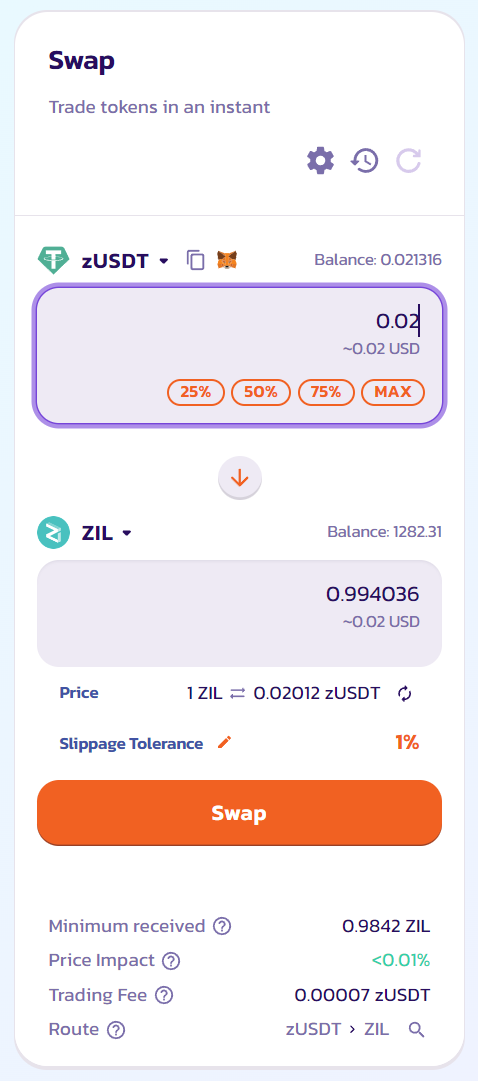 Swap
Trade tokens in an instant
zUSDT Balance: 0.021316
0.02
~0.02 USD
25% 50% 75% MAX
ZIL Balance: 1282.31
0.994036
~0.02 USD
Price 1 ZIL ⇄ 0.02012 zUSDT
Slippage Tolerance 1%
Swap
Minimum received ? 0.9842 ZIL
Price Impact ? <0.01%
Trading Fee ? 0.00007 zUSDT
Route ? zUSDT > ZIL